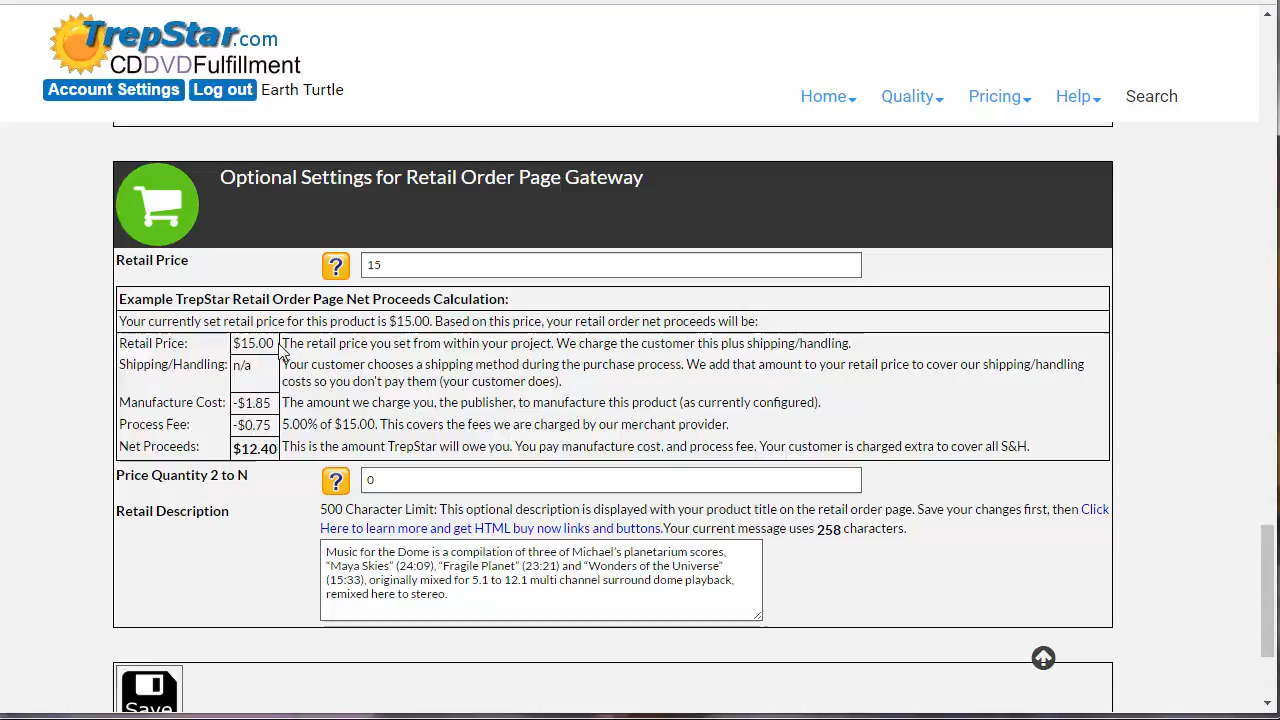 TrepStar.com
CDDVDFulfillment
Account Settings Log out Earth Turtle
Home Quality Pricing Help Search
Optional Settings for Retail Order Page Gateway
Retail Price ? 15
Example TrepStar Retail Order Page Net Proceeds Calculation:
Your currently set retail price for this product is $15.00. Based on this price, your retail order net proceeds will be:
Retail Price: $15.00 The retail price you set from within your project. We charge the customer this plus shipping/handling.
Shipping/Handling: n/a Your customer chooses a shipping method during the purchase process. We add that amount to your retail price to cover our shipping/handling
costs so you don't pay them (your customer does).
Manufacture Cost: -$1.85 The amount we charge you, the publisher, to manufacture this product (as currently configured).
Process Fee: -$0.75 5.00% of $15.00. This covers the fees we are charged by our merchant provider.
Net Proceeds: $12.40 This is the amount TrepStar will owe you. You pay manufacture cost, and process fee. Your customer is charged extra to cover all S&H.
Price Quantity 2 to N ? 0
Retail Description 500 Character Limit: This optional description is displayed with your product title on the retail order page. Save your changes first, then Click
Here to learn more and get HTML buy now links and buttons.Your current message uses 258 characters.
Music for the Dome is a compilation of three of Michael's planetarium scores,
"Maya Skies" (24:09), "Fragile Planet" (23:21) and "Wonders of the Universe"
(15:33), originally mixed for 5.1 to 12.1 multi channel surround dome playback,
remixed here to stereo.
Save